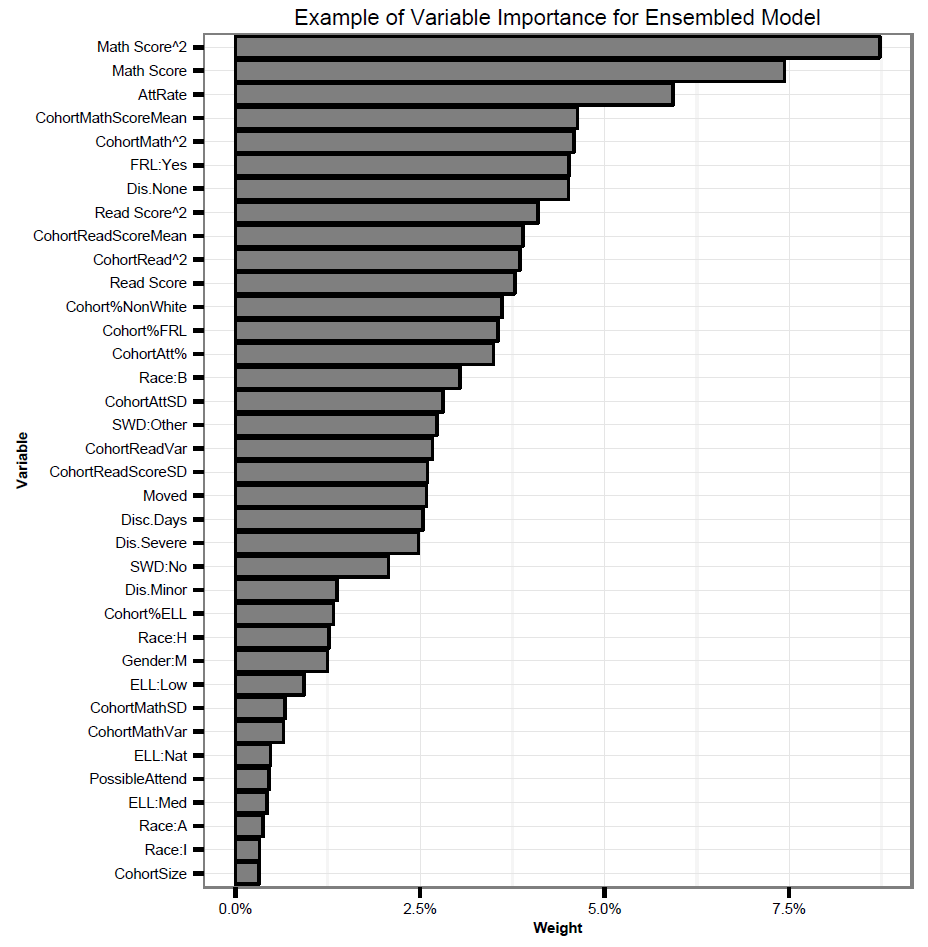 Example of Variable Importance for Ensembled Model
Math Score^2
Math Score
AttRate
CohortMathScoreMean
CohortMath^2
FRL:Yes
Dis.None
Read Score^2
CohortReadScoreMean
CohortRead^2
Read Score
Cohort%NonWhite
Cohort%FRL
CohortAtt%
Race:B
CohortAttSD
SWD:Other
CohortReadVar
CohortReadScoreSD
Moved
Disc.Days
Dis.Severe
SWD:No
Dis.Minor
Cohort%ELL
Race:H
Gender:M
ELL:Low
CohortMathSD
CohortMathVar
ELL:Nat
PossibleAttend
ELL:Med
Race:A
Race:I
CohortSize
Variable
0.0% 2.5% 5.0% 7.5%
Weight